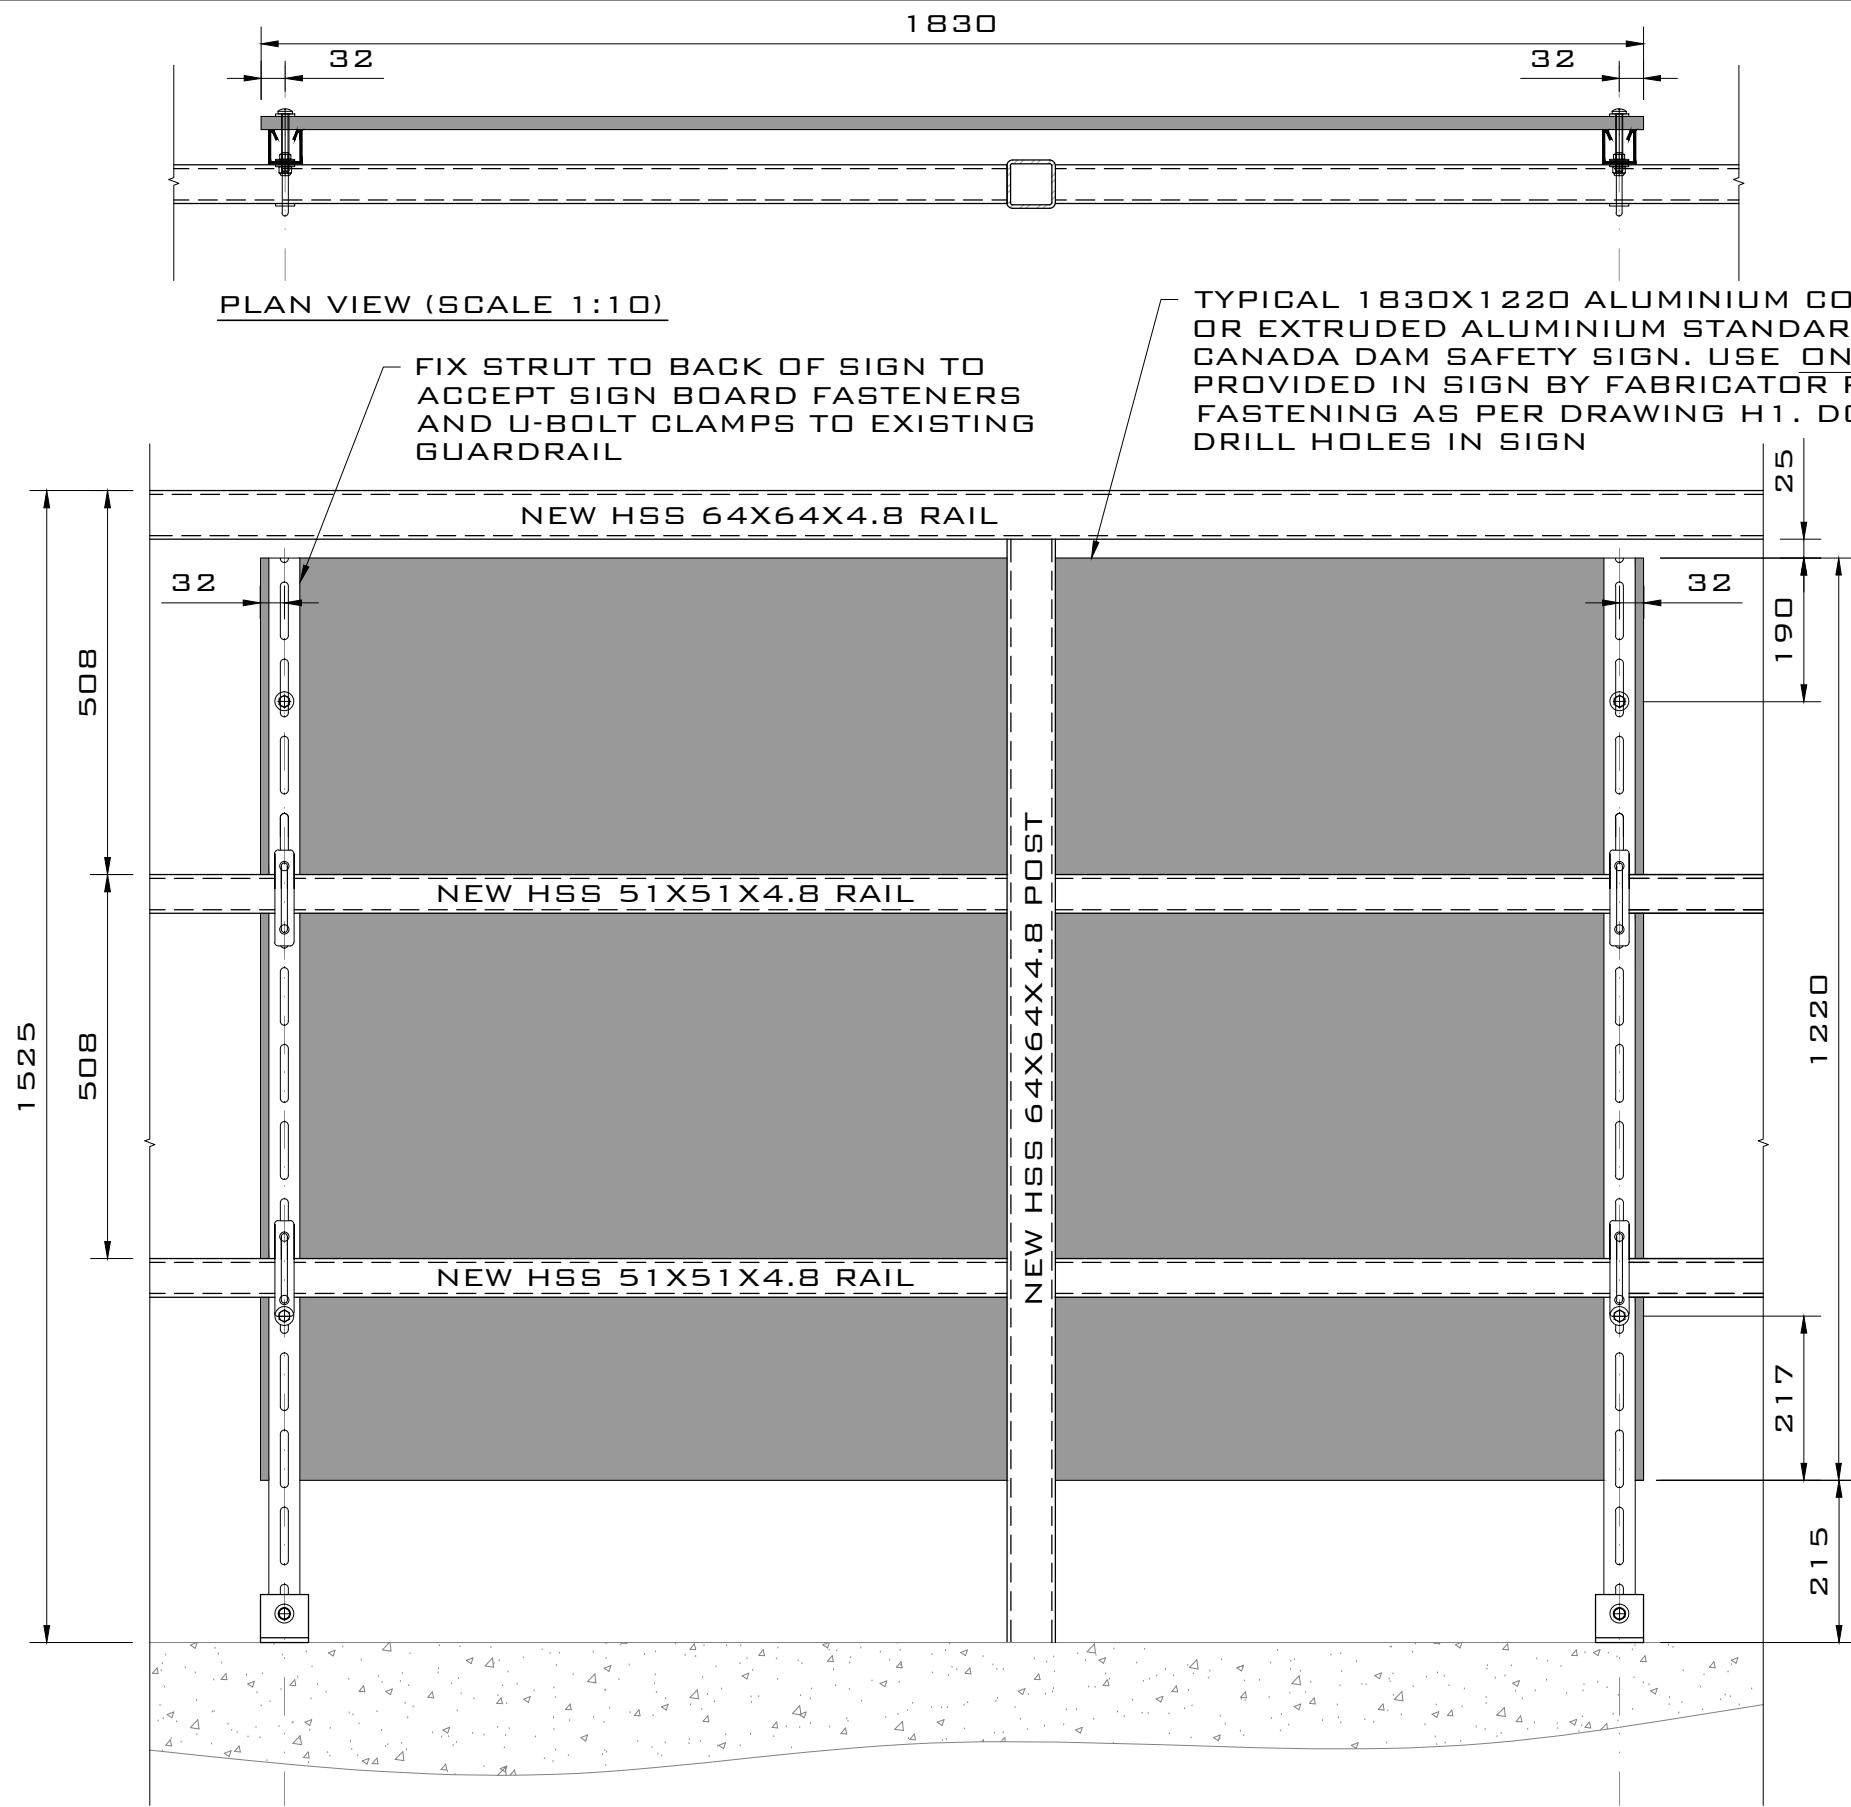 1830
32
32
PLAN VIEW (SCALE 1:10)
TYPICAL 1830X1220 ALUMINIUM
OR EXTRUDED ALUMINIUM
CANADA DAM SAFETY SIGN. USE
PROVIDED IN SIGN BY FABRICATOR
FASTENING AS PER DRAWING H1.
DRILL HOLES IN SIGN
FIX STRUT TO BACK OF SIGN TO
ACCEPT SIGN BOARD FASTENERS
AND U-BOLT CLAMPS TO EXISTING
GUARDRAIL
25
NEW HSS 64X64X4.8 RAIL
32
32
190
508
NEW HSS 51X51X4.8 RAIL
NEW HSS 64X64X4.8 POST
1525
508
1220
NEW HSS 51X51X4.8 RAIL
217
215